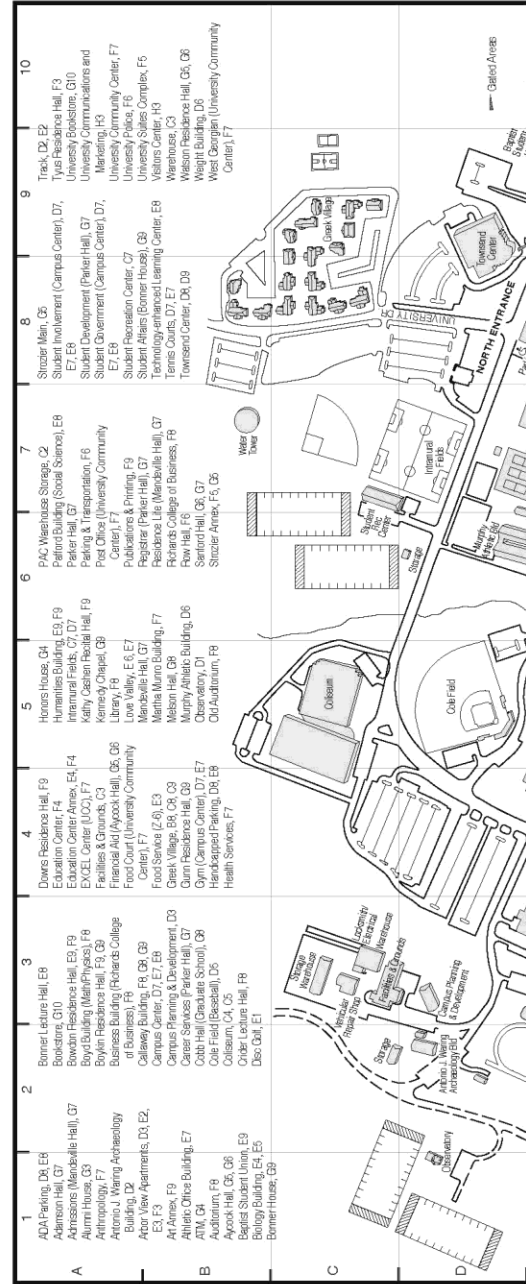 1
2
3
4
5
6
7
8
9
10
A
B
C
D
ADA Parking, D8, E8
Adamson Hall, G7
Admissions (Mandeville Hall), G7
Alumni House, G3
Anthropology, F7
Antonio J. Waring Archaeology
Building, D2
Arbor View Apartments, D3, E2,
E3, F3
Art Annex, F9
Athletic Office Building, E7
ATM, G4
Auditorium, F8
Aycock Hall, G5, G6
Baptist Student Union, E9
Biology Building, E4, E5
Bonner House, G9
Bonner Lecture Hall, E8
Bookstore, G10
Bowdon Residence Hall, E9, F9
Boyd Building (Math/Physics), F8
Boykin Residence Hall, F9, G9
Business Building (Richards College
of Business), F8
Callaway Building, F8, G8, G9
Campus Center, D7, E7, E8
Campus Planning & Development, D3
Career Services (Parker Hall), G7
Cobb Hall (Graduate School), G8
Cole Field (Baseball), D5
Coliseum, C4, C5
Crider Lecture Hall, F8
Disc Golf, E1
Downs Residence Hall, F9
Education Center, F4
Education Center Annex, E4, F4
EXCEL Center (UCC), F7
Facilities & Grounds, C3
Financial Aid (Aycock Hall), G5, G6
Food Court (University Community
Center), F7
Food Service (Z-6), E3
Greek Village, B8, C8, C9
Gunn Residence Hall, G9
Gym (Campus Center), D7, E7
Handicapped Parking, D8, E8
Health Services, F7
Honors House, G4
Humanities Building, E9, F9
Intramural Fields, C7, D7
Kathy Cashen Recital Hall, F9
Kennedy Chapel, G9
Library, F8
Love Valley, E6, E7
Mandeville Hall, G7
Martha Munro Building, F7
Melson Hall, G8
Murphy Athletic Building, D6
Observatory, D1
Old Auditorium, F8
PAC Warehouse Storage, C2
Pafford Building (Social Science), E8
Parker Hall, G7
Parking & Transportation, F6
Post Office (University Community
Center), F7
Publications & Printing, F9
Registrar (Parker Hall), G7
Residence Life (Mandeville Hall), G7
Richards College of Business, F8
Row Hall, F6
Sanford Hall, G6, G7
Strozier Annex, F5, G5
Strozier Main, G5
Student Involvement (Campus Center), D7,
E7, E8
Student Development (Parker Hall), G7
Student Government (Campus Center), D7,
E7, E8
Student Recreation Center, C7
Student Affairs (Bonner House), G9
Technology-enhanced Learning Center, E8
Tennis Courts, D7, E7
Townsend Center, D8, D9
Track, D2, E2
Tyus Residence Hall, F3
University Bookstore, G10
University Communications and
Marketing, H3
University Community Center, F7
University Police, F6
University Suites Complex, F5
Visitors Center, H3
Warehouse, C3
Watson Residence Hall, G5, G6
Weight Building, D6
West Georgian (University Community
Center), F7
Storage
Warehouse
Vehicular
Repair Shop
Locksmith/
Electrical
Warehouse
Facilities & Grounds
Storage
Antonio J. Waring
Archaeology Bld
Campus Planning
& Development
Observatory
Coliseum
Cole Field
Storage
Student
Rec
Center
Murphy
Athletic Bld
Water
Tower
Intramural
Fields
Greek Village
UNIVERSITY DR
NORTH ENTRANCE
Townsend
Center
Baptist
Student
Gated Areas